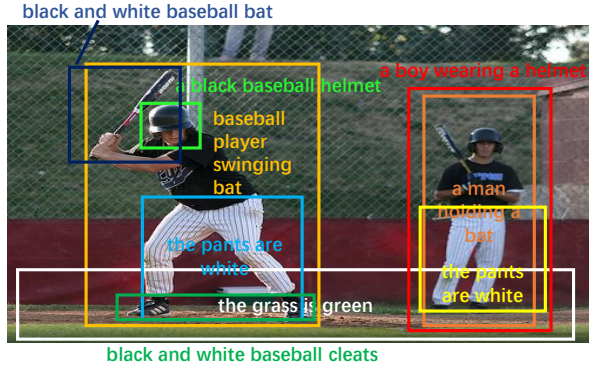 black and white baseball bat
a boy wearing a helmet
a black baseball helmet
baseball
player
swinging
bat
a man
holding a
bat
the pants are
white
the pants
are white
the grass is green
black and white baseball cleats